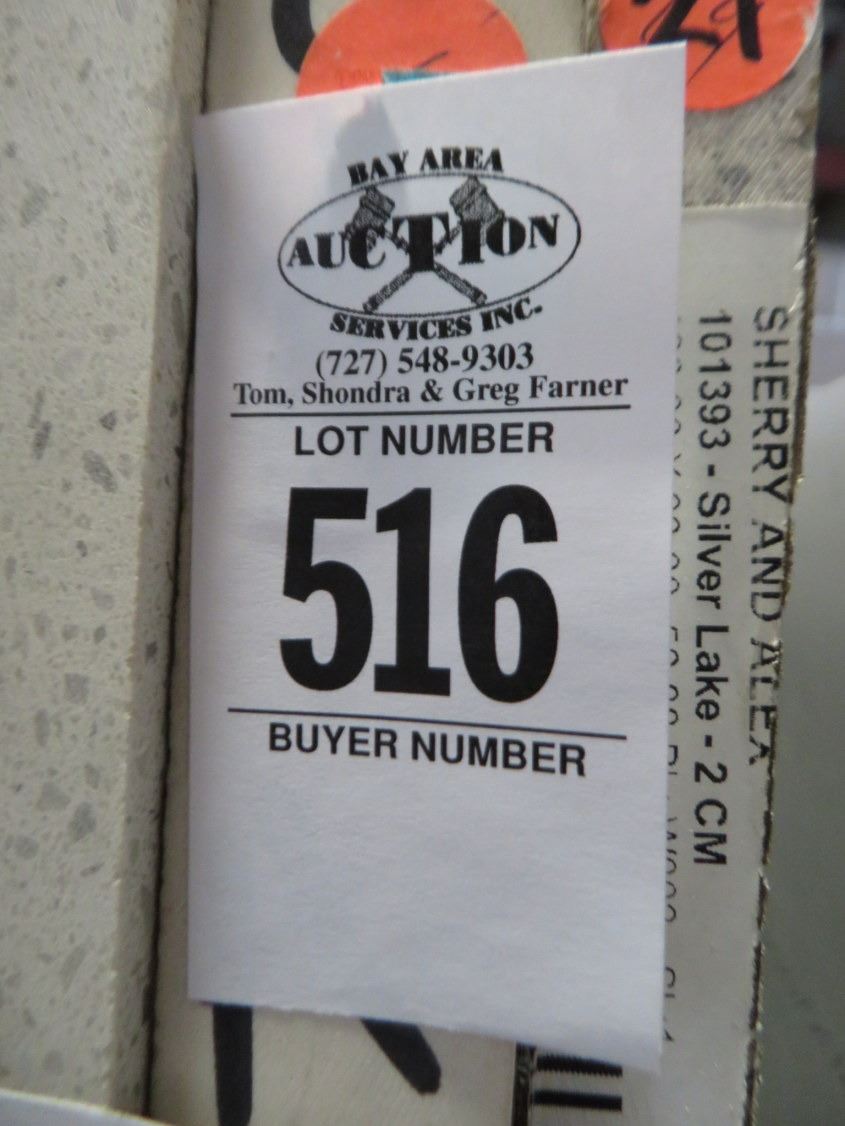 BAY AREA
AUCTION
SERVICES INC.
(727) 548-9303
Tom, Shondra & Greg Farner
LOT NUMBER
516
BUYER NUMBER
SHERRY AND ALEX
101393 - Silver Lake - 2 CM